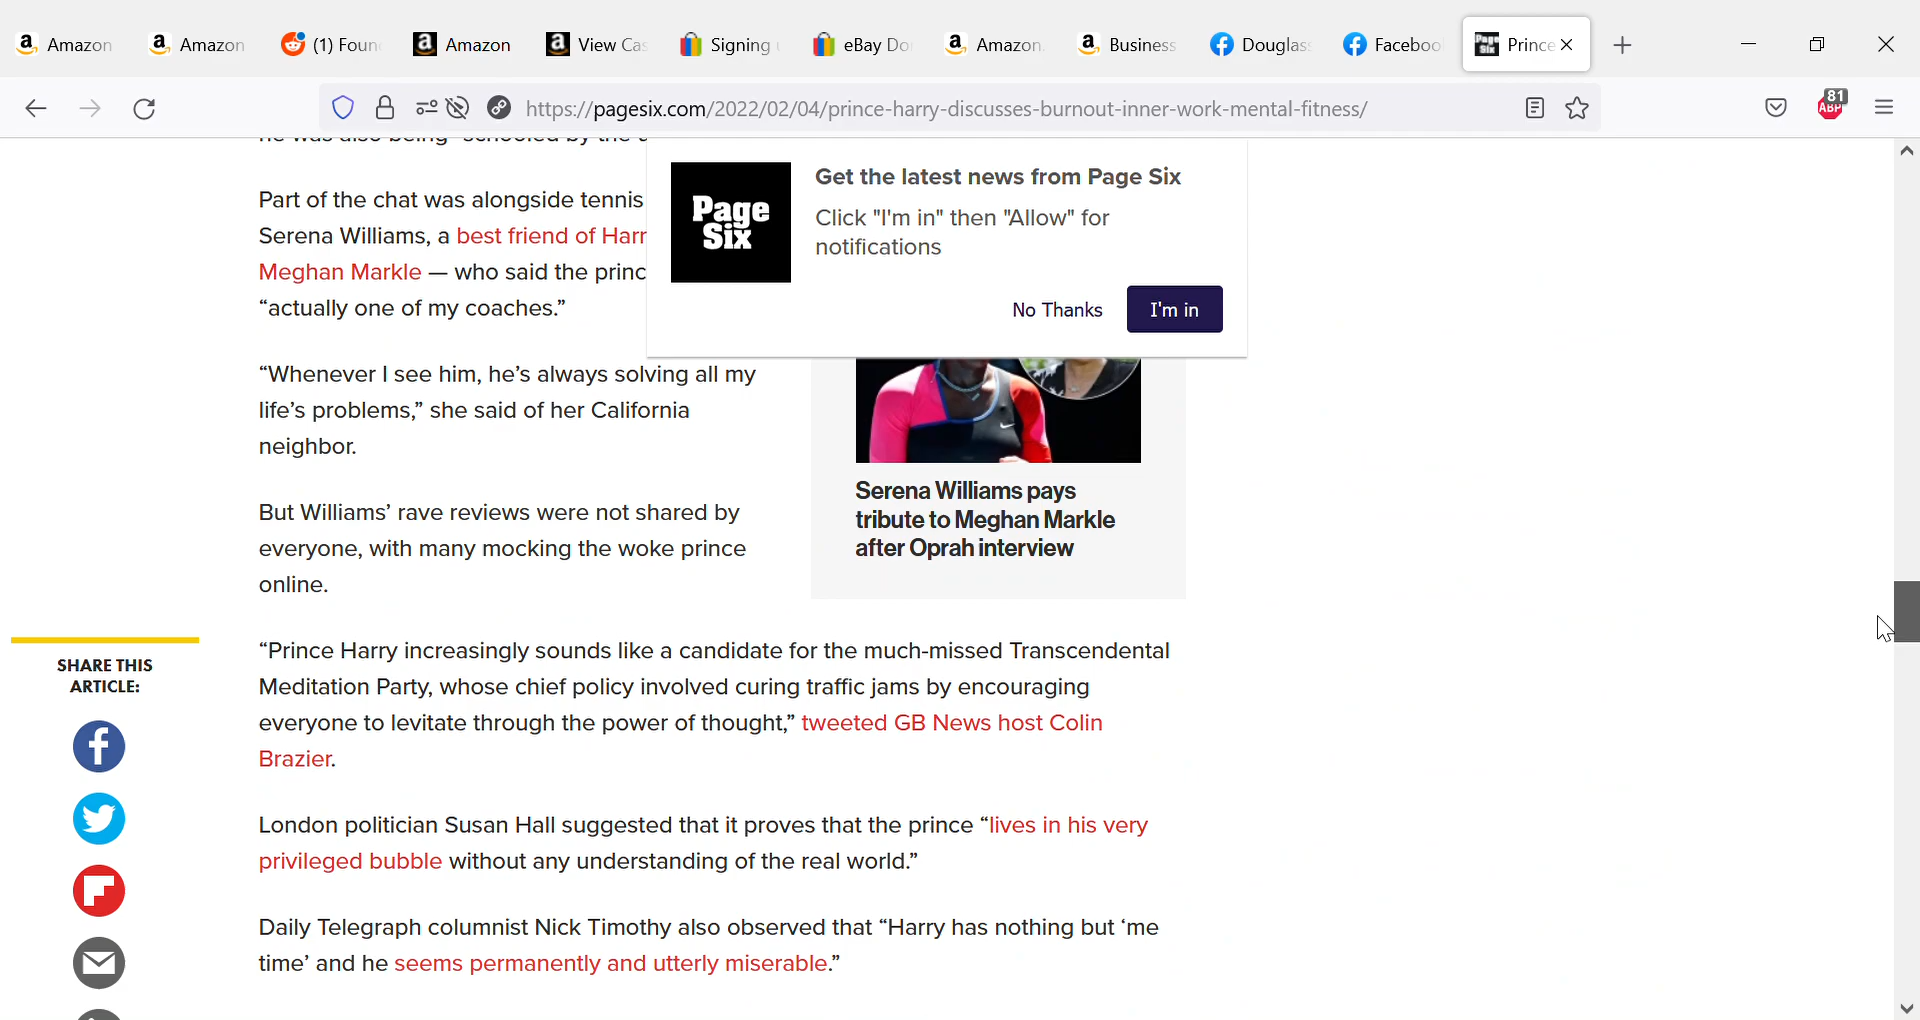 Amazon
Amazon
(1) Foun
Amazon
View Cas
Signing
eBay Do
Amazon
Business
Douglas
Faceboo
Prince
https://pagesix.com/2022/02/04/prince-harry-discusses-burnout-inner-work-mental-fitness/
81
ABP
Part of the chat was alongside tennis
Serena Williams, a best friend of Harr
Meghan Markle — who said the princ
“actually one of my coaches.”
“Whenever I see him, he’s always solving all my
life’s problems,” she said of her California
neighbor.
But Williams’ rave reviews were not shared by
everyone, with many mocking the woke prince
online.
Page
Six
Get the latest news from Page Six
Click "I'm in" then "Allow" for
notifications
No Thanks
I'm in
Serena Williams pays
tribute to Meghan Markle
after Oprah interview
“Prince Harry increasingly sounds like a candidate for the much-missed Transcendental
Meditation Party, whose chief policy involved curing traffic jams by encouraging
everyone to levitate through the power of thought,” tweeted GB News host Colin
Brazier.
London politician Susan Hall suggested that it proves that the prince “lives in his very
privileged bubble without any understanding of the real world.”
Daily Telegraph columnist Nick Timothy also observed that “Harry has nothing but ‘me
time’ and he seems permanently and utterly miserable.”
SHARE THIS
ARTICLE: